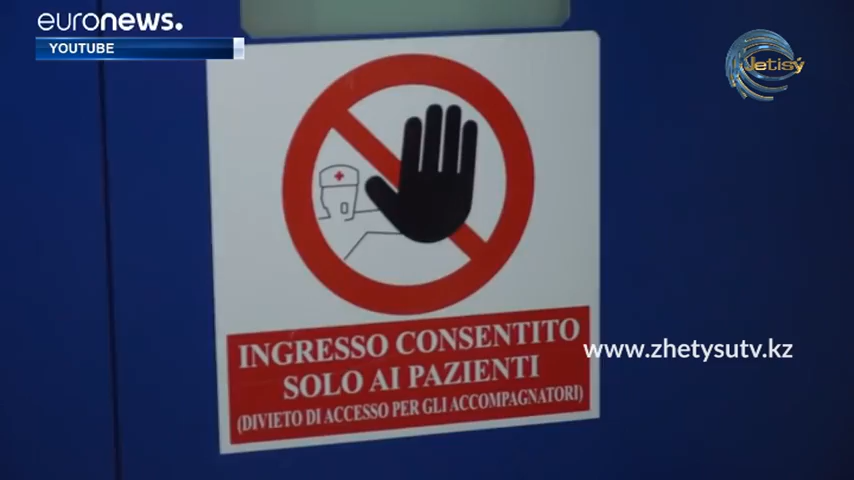 euronews.
YOUTUBE
Jetisý
INGRESSO CONSENTITO
SOLO AI PAZIENTI
(DIVIETO DI ACCESSO PER GLI ACCOMPAGNATORI)
www.zhetysutv.kz